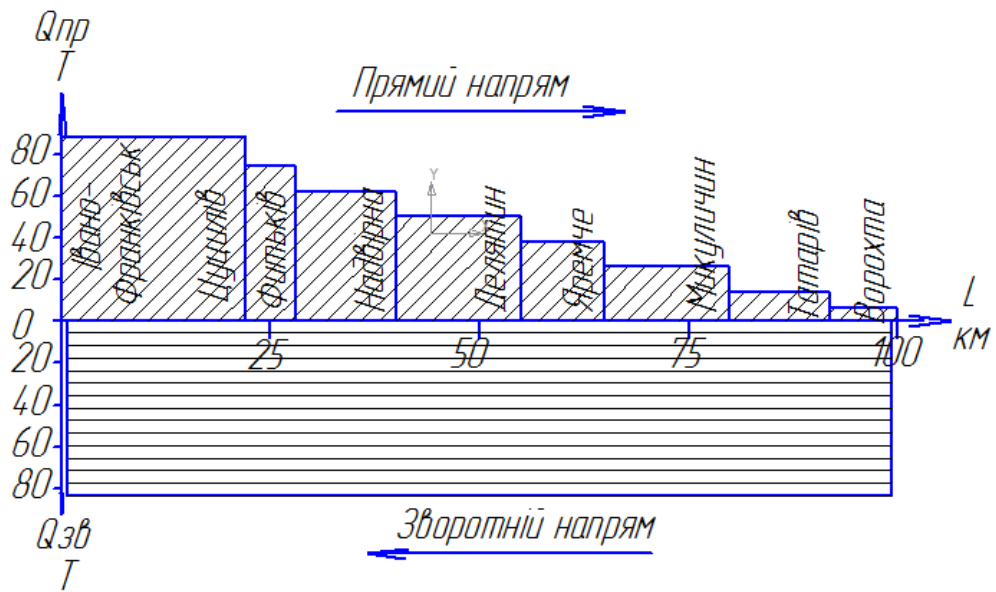 Qпр
Т
Прямий напрям
80
60
40
20
0
20
40
60
80
Івано-
Франківськ
Цуцилів
Фитьків
Надвірна
Делятин
Яремче
Микуличин
Татарів
Ворохта
Y
L
км
25
50
75
100
Зворотній напрям
Qзв
Т